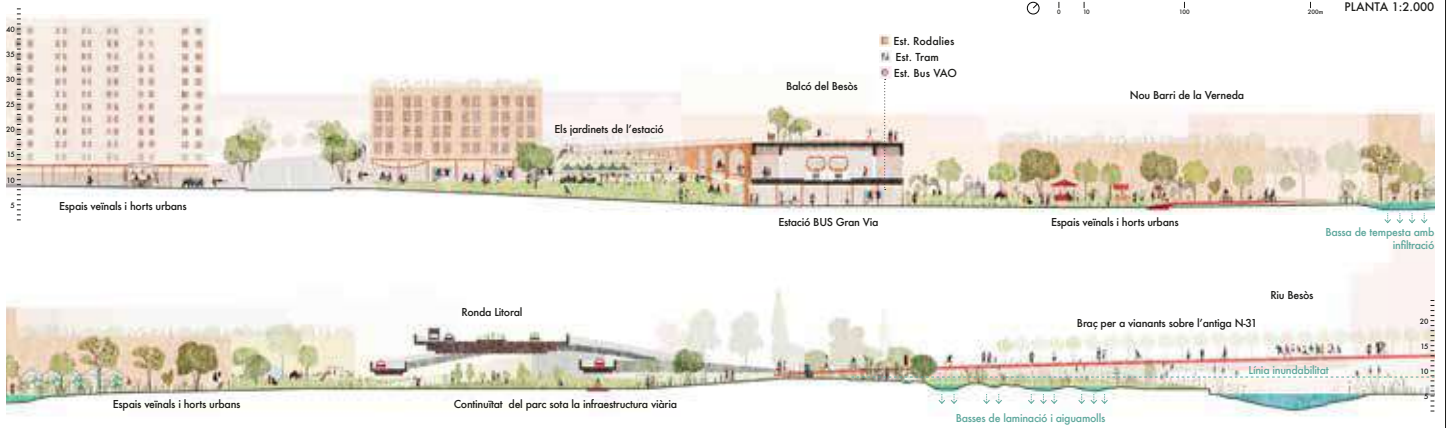 0 10 100 200m PLANTA 1:2.000
40
35
30
25
20
15
10
5
Est. Rodalies
Est. Tram
Est. Bus VAO
Balcó del Besòs
Nou Barri de la Verneda
Els jardinets de l'estació
Espais veïnals i horts urbans
Estació BUS Gran Via
Espais veïnals i horts urbans
Bassa de tempesta amb
infiltració
Riu Besòs
Ronda Litoral
Braç per a vianants sobre l'antiga N-31
20
15
10
5
Línia inundabilitat
Espais veïnals i horts urbans
Continuïtat del parc sota la infraestructura viària
Basses de laminació i aiguamolls